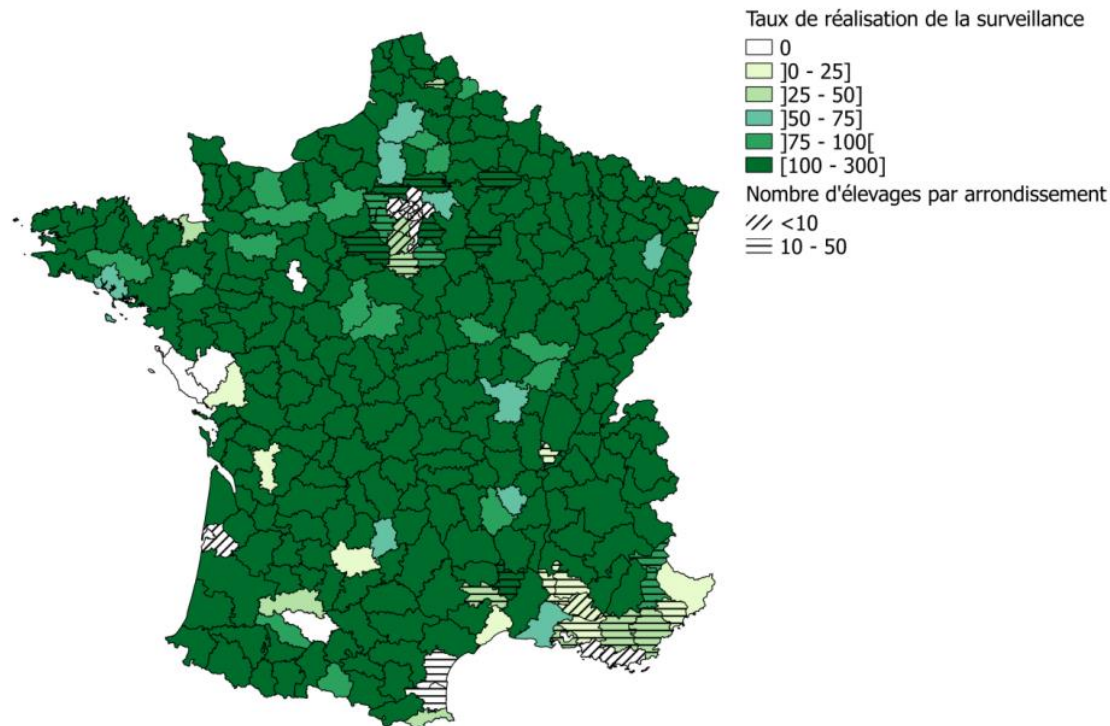 Taux de réalisation de la surveillance
0
]0 - 25]
]25 - 50]
]50 - 75]
]75 - 100[
[100 - 300]
Nombre d'élevages par arrondissement
<10
10 - 50